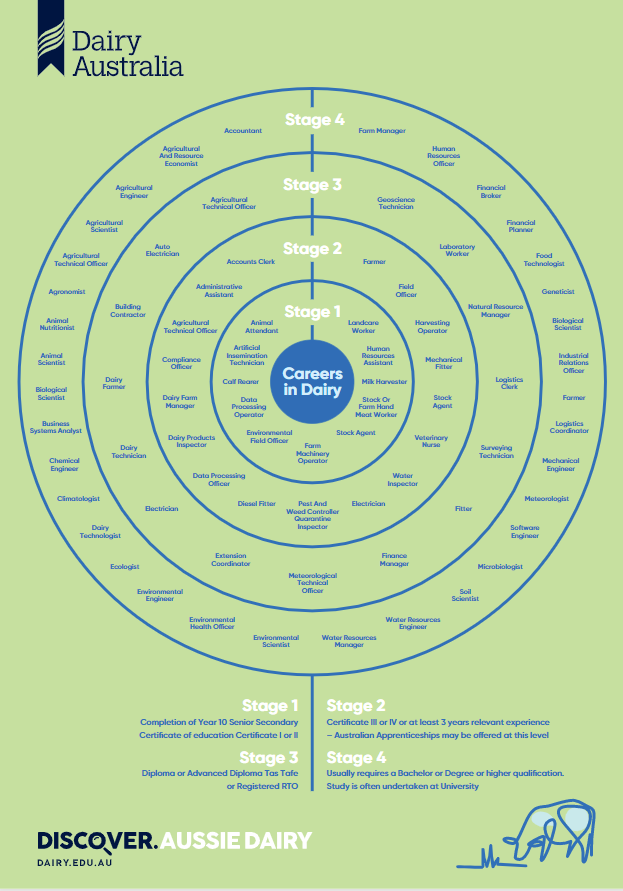 Dairy
Australia
Stage 4
Accountant
Farm Manager
Agricultural
And Resource
Economist
Human
Resources
Officer
Agricultural
Engineer
Financial
Broker
Agricultural
Scientist
Financial
Planner
Agricultural
Technical Officer
Food
Technologist
Agronomist
Geneticist
Animal
Nutritionist
Biological
Scientist
Animal
Scientist
Industrial
Relations
Officer
Biological
Scientist
Farmer
Business
Systems Analyst
Logistics
Coordinator
Chemical
Engineer
Mechanical
Engineer
Climatologist
Meteorologist
Dairy
Technologist
Software
Engineer
Ecologist
Microbiologist
Environmental
Engineer
Soil
Scientist
Environmental
Health Officer
Water Resources
Engineer
Environmental
Scientist
Water Resources
Manager
Stage 3
Agricultural
Technical Officer
Geoscience
Technician
Auto
Electrician
Laboratory
Worker
Building
Contractor
Natural Resource
Manager
Dairy
Farmer
Logistics
Clerk
Dairy
Technician
Surveying
Technician
Electrician
Fitter
Extension
Coordinator
Finance
Manager
Meteorological
Technical
Officer
Stage 2
Accounts Clerk
Farmer
Administrative
Assistant
Field
Officer
Agricultural
Technical Officer
Harvesting
Operator
Compliance
Officer
Mechanical
Fitter
Dairy Farm
Manager
Stock
Agent
Dairy Products
Inspector
Veterinary
Nurse
Data Processing
Officer
Water
Inspector
Diesel Fitter
Pest And
Weed Controller
Quarantine
Inspector
Electrician
Stage 1
Animal
Attendant
Landcare
Worker
Artificial
Insemination
Technician
Human
Resources
Assistant
Calf Rearer
Milk Harvester
Data
Processing
Operator
Stock Or
Farm Hand
Meat Worker
Environmental
Field Officer
Stock Agent
Farm
Machinery
Operator
Careers
in Dairy
Stage 1
Completion of Year 10 Senior Secondary
Certificate of education Certificate I or II
Stage 2
Certificate III or IV or at least 3 years relevant experience
– Australian Apprenticeships may be offered at this level
Stage 3
Diploma or Advanced Diploma Tas Tafe
or Registered RTO
Stage 4
Usually requires a Bachelor or Degree or higher qualification.
Study is often undertaken at University
DISCOVER. AUSSIE DAIRY
DAIRY.EDU.AU